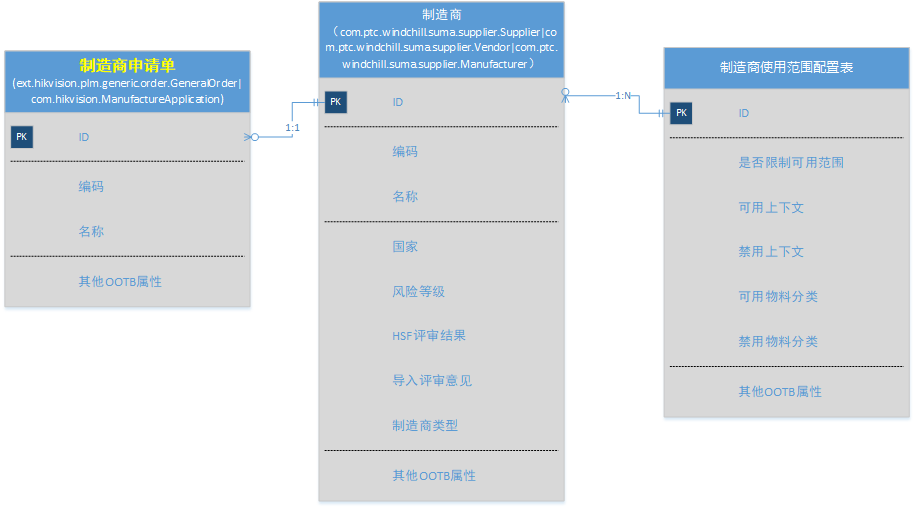 制造商申请单
(ext.hikvision.plm.generic.order.GeneralOrder|
com.hikvision.ManufactureApplication)
PK
ID
编码
名称
其他OOTB属性
1:1
制造商
（com.ptc.windchill.suma.supplier.Supplier|co
m.ptc.windchill.suma.supplier.Vendor|com.ptc.
windchill.suma.supplier.Manufacturer）
PK
ID
编码
名称
国家
风险等级
HSF评审结果
导入评审意见
制造商类型
其他OOTB属性
1:N
制造商使用范围配置表
PK
ID
是否限制可用范围
可用上下文
禁用上下文
可用物料分类
禁用物料分类
其他OOTB属性